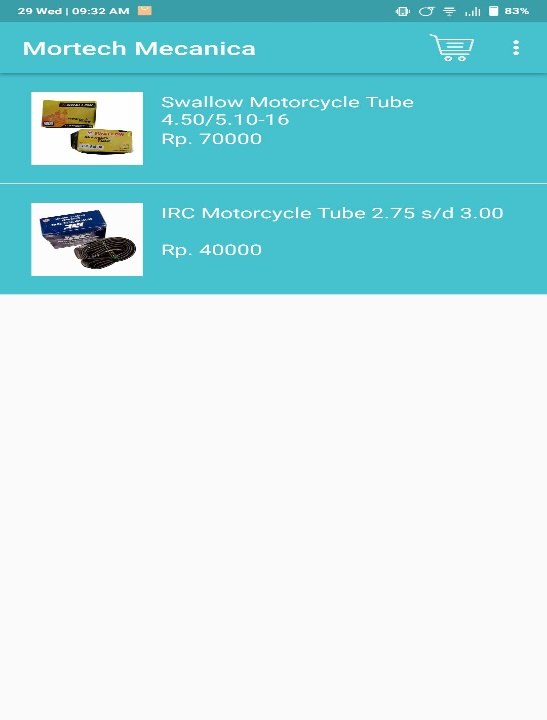 29 Wed | 09:32 AM
83%
Mortech Mecanica
Swallow Motorcycle Tube
4.50/5.10-16
Rp. 70000
IRC Motorcycle Tube 2.75 s/d 3.00
Rp. 40000